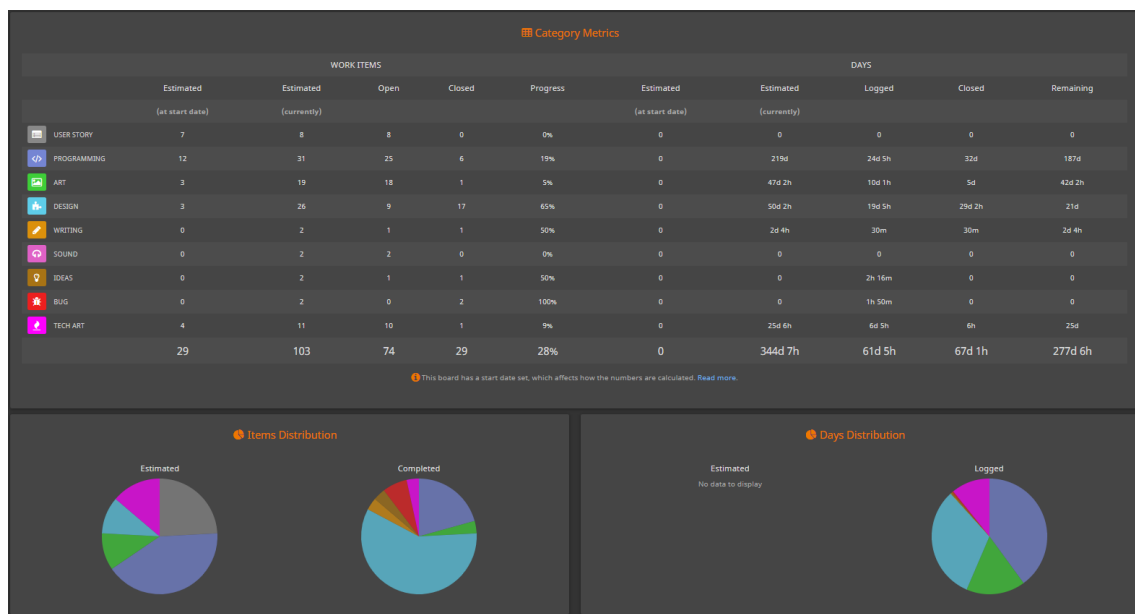 Category Metrics
WORK ITEMS DAYS
Estimated Estimated Open Closed Progress Estimated Estimated Logged Closed Remaining
(at start date) (currently) (at start date) (currently)
USER STORY 7 8 8 0 0% 0 0 0 0 0
PROGRAMMING 12 31 25 6 19% 0 219d 24d 5h 32d 187d
ART 3 19 18 1 5% 0 47d 2h 10d 1h 5d 42d 2h
DESIGN 3 26 9 17 65% 0 50d 2h 19d 5h 29d 2h 21d
WRITING 0 2 1 1 50% 0 2d 4h 30m 30m 2d 4h
SOUND 0 2 2 0 0% 0 0 0 0 0
IDEAS 0 2 1 1 50% 0 0 2h 16m 0 0
BUG 0 2 0 2 100% 0 0 1h 50m 0 0
TECH ART 4 11 10 1 9% 0 25d 6h 6d 5h 6h 25d
29 103 74 29 28% 0 344d 7h 61d 5h 67d 1h 277d 6h
This board has a start date set, which affects how the numbers are calculated. Read more.
Items Distribution
Estimated Completed
Days Distribution
Estimated Logged
No data to display